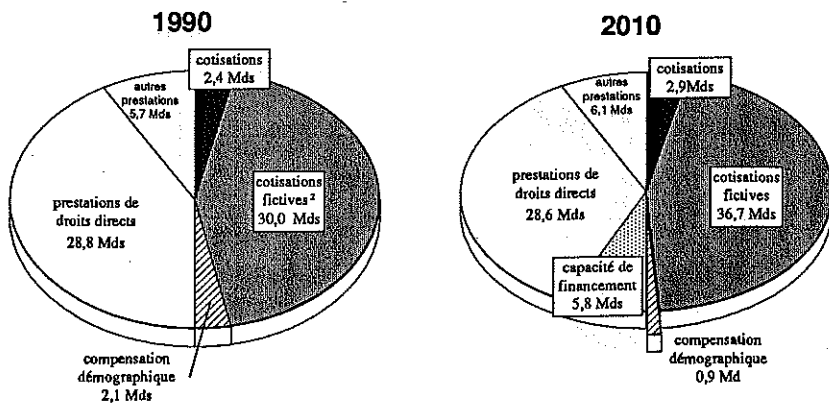 1990
cotisations
2,4 Mds
autres
prestations
5,7 Mds
cotisations
fictives²
30,0 Mds
prestations de
droits directs
28,8 Mds
compensation
démographique
2,1 Mds
2010
cotisations
2,9Mds
autres
prestations
6,1 Mds
prestations de
droits directs
28,6 Mds
cotisations
fictives
36,7 Mds
capacité de
financement
5,8 Mds
compensation
démographique
0,9 Md